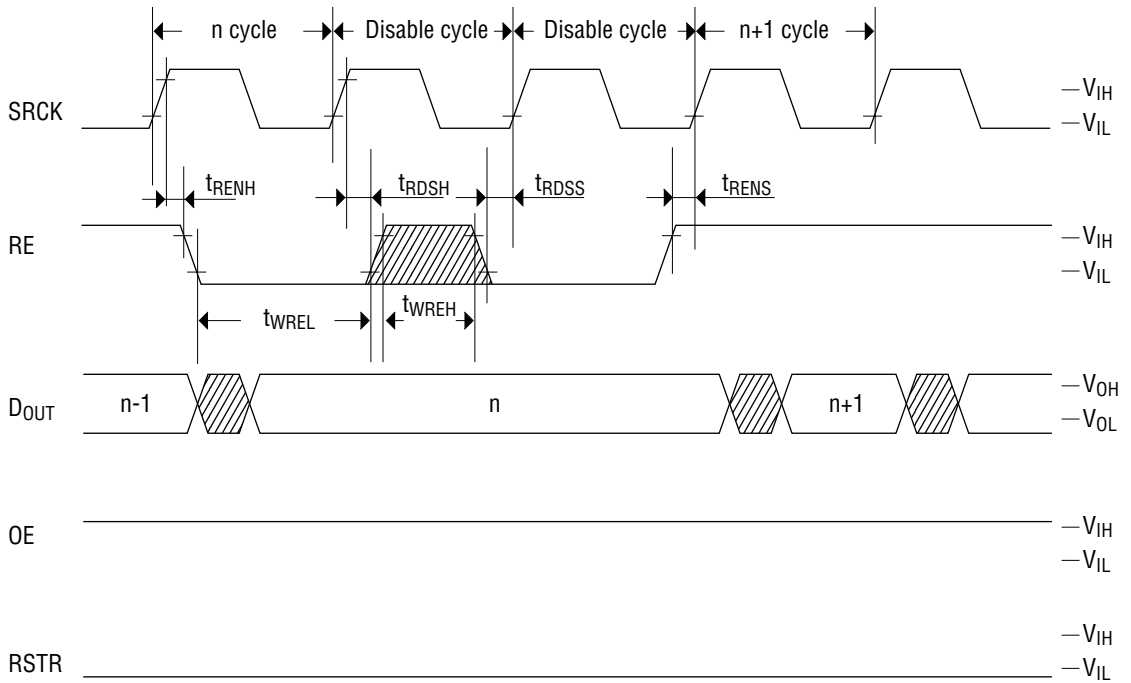 n cycle Disable cycle Disable cycle n+1 cycle
SRCK
VIH
VIL
tRENH tRDSH tRDSS tRENS
RE
VIH
VIL
tWREL tWREH
DOUT n-1 n n+1
VOH
VOL
OE
VIH
VIL
RSTR
VIH
VIL